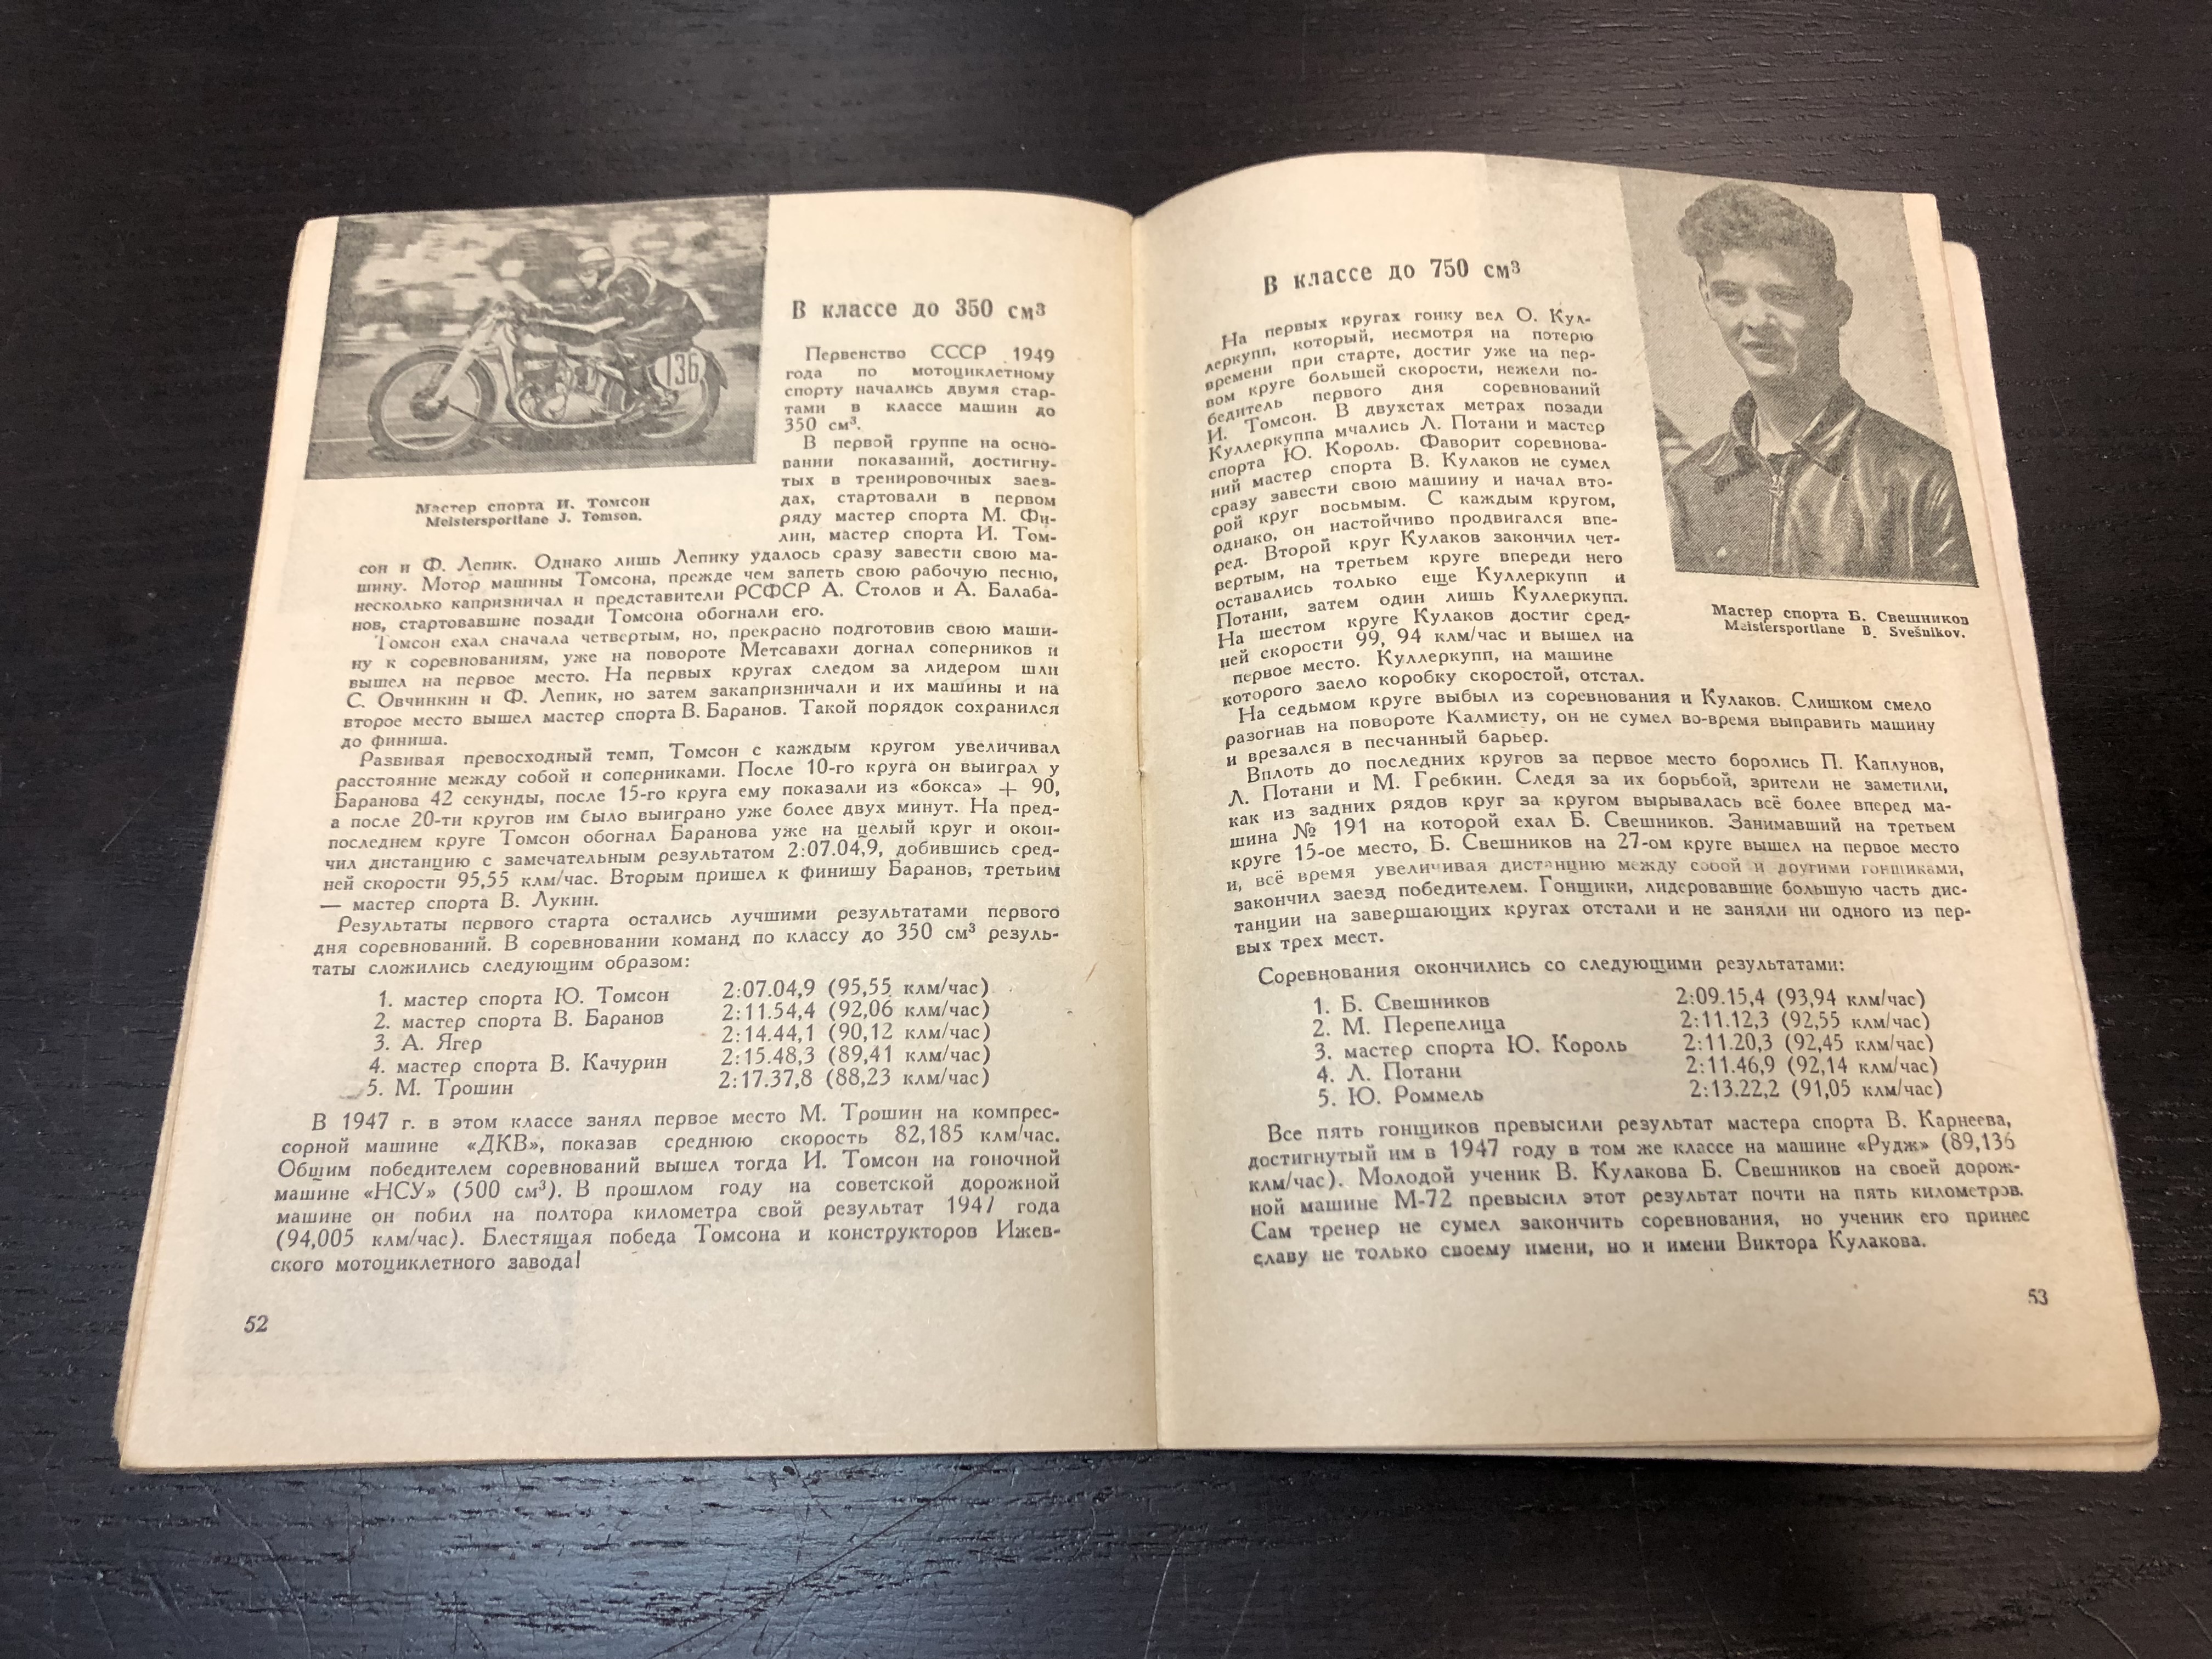 136
Мастер спорта И. Томсон
Meistersportlane J. Tomson.
В классе до 350 см³
Первенство СССР 1949
года по мотоциклетному
спорту начались двумя стар-
тами в классе машин до
350 см³.
В первой группе на осно-
вании показаний, достигну-
тых в тренировочных заез-
дах, стартовали в первом
ряду мастер спорта М. Фи-
лин, мастер спорта И. Том-
сон и Ф. Лепик. Однако лишь Лепику удалось сразу завести свою ма-
шину. Мотор машины Томсона, прежде чем запеть свою рабочую песню,
несколько капризничал и представители РСФСР А. Столов и А. Балаба-
нов, стартовавшие позади Томсона обогнали его.
Томсон ехал сначала четвертым, но, прекрасно подготовив свою маши-
ну к соревнованиям, уже на повороте Метсавахи догнал соперников и
вышел на первое место. На первых кругах следом за лидером шли
С. Овчинкин и Ф. Лепик, но затем закапризничали и их машины и на
второе место вышел мастер спорта В. Баранов. Такой порядок сохранился
до финиша.
Развивая превосходный темп, Томсон с каждым кругом увеличивал
расстояние между собой и соперниками. После 10-го круга он выиграл у
Баранова 42 секунды, после 15-го круга ему показали из «бокса» + 90,
а после 20-ти кругов им было выиграно уже более двух минут. На пред-
последнем круге Томсон обогнал Баранова уже на целый круг и окон-
чил дистанцию с замечательным результатом 2:07.04,9, добившись сред-
ней скорости 95,55 клм/час. Вторым пришел к финишу Баранов, третьим
— мастер спорта В. Лукин.
Результаты первого старта остались лучшими результатами первого
дня соревнований. В соревновании команд по классу до 350 см³ резуль-
таты сложились следующим образом:
1. мастер спорта Ю. Томсон 2:07.04,9 (95,55 клм/час)
2. мастер спорта В. Баранов 2:11.54,4 (92,06 клм/час)
3. А. Ягер 2:14.44,1 (90,12 клм/час)
4. мастер спорта В. Качурин 2:15.48,3 (89,41 клм/час)
5. М. Трошин 2:17.37,8 (88,23 клм/час)
В 1947 г. в этом классе занял первое место М. Трошин на компрес-
сорной машине «ДКВ», показав среднюю скорость 82,185 клм/час.
Общим победителем соревнований вышел тогда И. Томсон на гоночной
машине «НСУ» (500 см³). В прошлом году на советской дорожной
машине он побил на полтора километра свой результат 1947 года
(94,005 клм/час). Блестящая победа Томсона и конструкторов Ижев-
ского мотоциклетного завода!
52
В классе до 750 см³
На первых кругах гонку вел О. Кул-
леркупп, который, несмотря на потерю
времени при старте, достиг уже на пер-
вом круге большей скорости, нежели по-
бедитель первого дня соревнований
И. Томсон. В двухстах метрах позади
Куллеркуппа мчались Л. Потани и мастер
спорта Ю. Король. Фаворит соревнова-
ний мастер спорта В. Кулаков не сумел
сразу завести свою машину и начал вто-
рой круг восьмым. С каждым кругом,
однако, он настойчиво продвигался впе-
ред. Второй круг Кулаков закончил чет-
вертым, на третьем круге впереди него
оставались только еще Куллеркупп и
Потани, затем один лишь Куллеркупп.
На шестом круге Кулаков достиг сред-
ней скорости 99, 94 клм/час и вышел на
первое место. Куллеркупп, на машине
которого заело коробку скоростой, отстал.
Мастер спорта Б. Свешников
Meistersportlane B. Svešnikov.
На седьмом круге выбыл из соревнования и Кулаков. Слишком смело
разогнав на повороте Калмисту, он не сумел во-время выправить машину
и врезался в песчанный барьер.
Вплоть до последних кругов за первое место боролись П. Каплунов,
Л. Потани и М. Гребкин. Следя за их борьбой, зрители не заметили,
как из задних рядов круг за кругом вырывалась всё более вперед ма-
шина № 191 на которой ехал Б. Свешников. Занимавший на третьем
круге 15-ое место, Б. Свешников на 27-ом круге вышел на первое место
и, всё время увеличивая дистанцию между собой и другими гонщиками,
закончил заезд победителем. Гонщики, лидеровавшие большую часть дис-
танции на завершающих кругах отстали и не заняли ни одного из пер-
вых трех мест.
Соревнования окончились со следующими результатами:
1. Б. Свешников 2:09.15,4 (93,94 клм/час)
2. М. Перепелица 2:11.12,3 (92,55 клм/час)
3. мастер спорта Ю. Король 2:11.20,3 (92,45 клм/час)
4. Л. Потани 2:11.46,9 (92,14 клм/час)
5. Ю. Роммель 2:13.22,2 (91,05 клм/час)
Все пять гонщиков превысили результат мастера спорта В. Карнеева,
достигнутый им в 1947 году в том же классе на машине «Рудж» (89,136
клм/час). Молодой ученик В. Кулакова Б. Свешников на своей дорож-
ной машине М-72 превысил этот результат почти на пять километров.
Сам тренер не сумел закончить соревнования, но ученик его принес
славу не только своему имени, но и имени Виктора Кулакова.
53